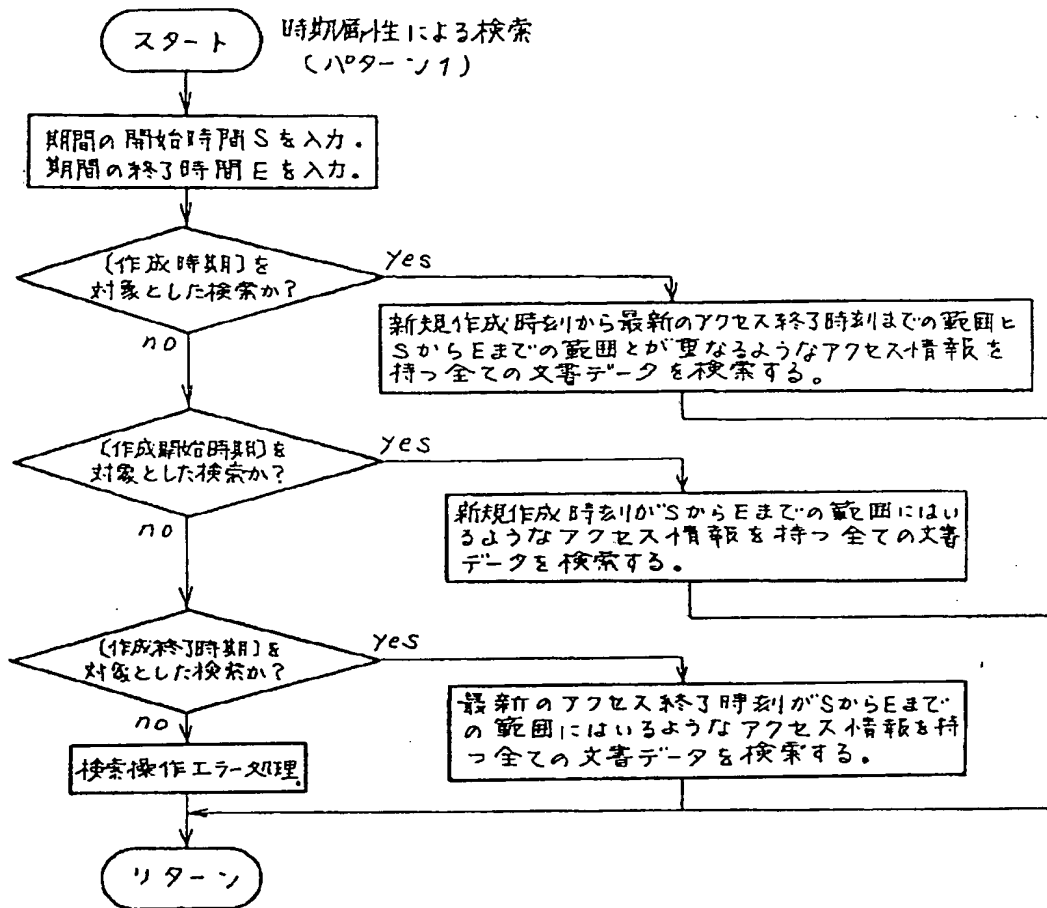 スタート
時期属性による検索
(パターン1)
期間の開始時間Sを入力.
期間の終了時間Eを入力.
〔作成時期〕を
対象とした検索か?
yes
no
新規作成時刻から最新のアクセス終了時刻までの範囲と
SからEまでの範囲とが重なるようなアクセス情報を
持つ全ての文書データを検索する。
〔作成開始時期〕を
対象とした検索か?
yes
no
新規作成時刻がSからEまでの範囲にはい
るようなアクセス情報を持つ全ての文書
データを検索する。
〔作成終了時期〕を
対象とした検索か?
yes
no
最新のアクセス終了時刻がSからEまで
の範囲にはいるようなアクセス情報を持
つ全ての文書データを検索する。
検索操作エラー処理.
リターン